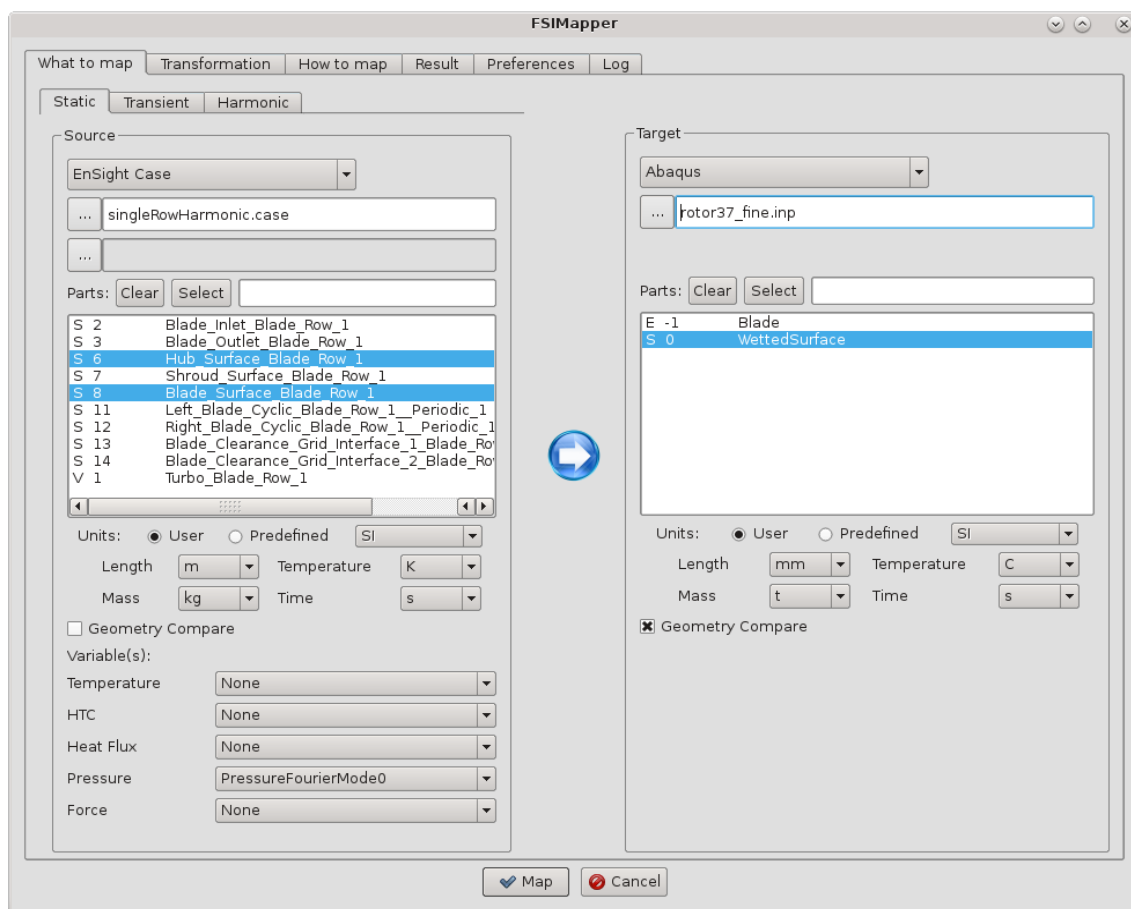 FSIMapper
What to map Transformation How to map Result Preferences Log
Static Transient Harmonic
Source
EnSight Case
... singleRowHarmonic.case
...
Parts: Clear Select
S 2 Blade_Inlet_Blade_Row_1
S 3 Blade_Outlet_Blade_Row_1
S 6 Hub_Surface_Blade_Row_1
S 7 Shroud_Surface_Blade_Row_1
S 8 Blade_Surface_Blade_Row_1
S 11 Left_Blade_Cyclic_Blade_Row_1__Periodic_1
S 12 Right_Blade_Cyclic_Blade_Row_1__Periodic_1
S 13 Blade_Clearance_Grid_Interface_1_Blade_Ro
S 14 Blade_Clearance_Grid_Interface_2_Blade_Ro
V 1 Turbo_Blade_Row_1
Units: User Predefined SI
Length m Temperature K
Mass kg Time s
Geometry Compare
Variable(s):
Temperature None
HTC None
Heat Flux None
Pressure PressureFourierMode0
Force None
Target
Abaqus
... rotor37_fine.inp
Parts: Clear Select
E -1 Blade
S 0 WettedSurface
Units: User Predefined SI
Length mm Temperature C
Mass t Time s
Geometry Compare
Map Cancel